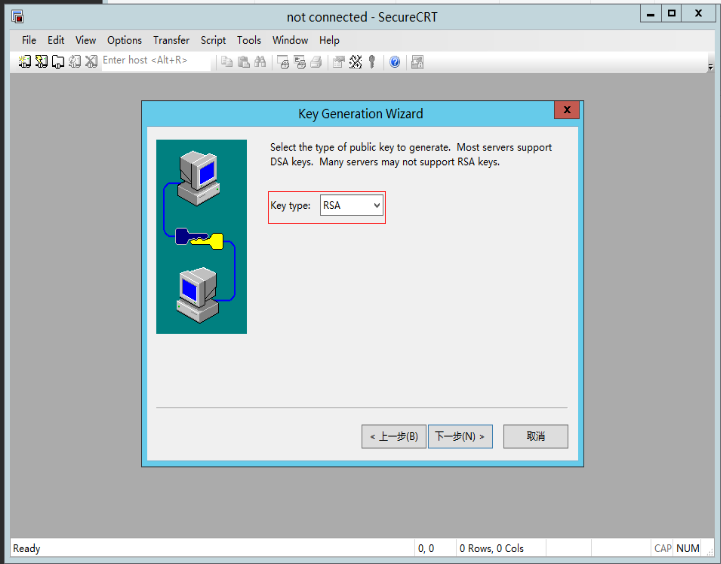 not connected - SecureCRT
File Edit View Options Transfer Script Tools Window Help
Enter host <Alt+R>
Key Generation Wizard
Select the type of public key to generate. Most servers support
DSA keys. Many servers may not support RSA keys.
Key type: RSA
< 上一步(B) 下一步(N) > 取消
Ready 0, 0 0 Rows, 0 Cols CAP NUM